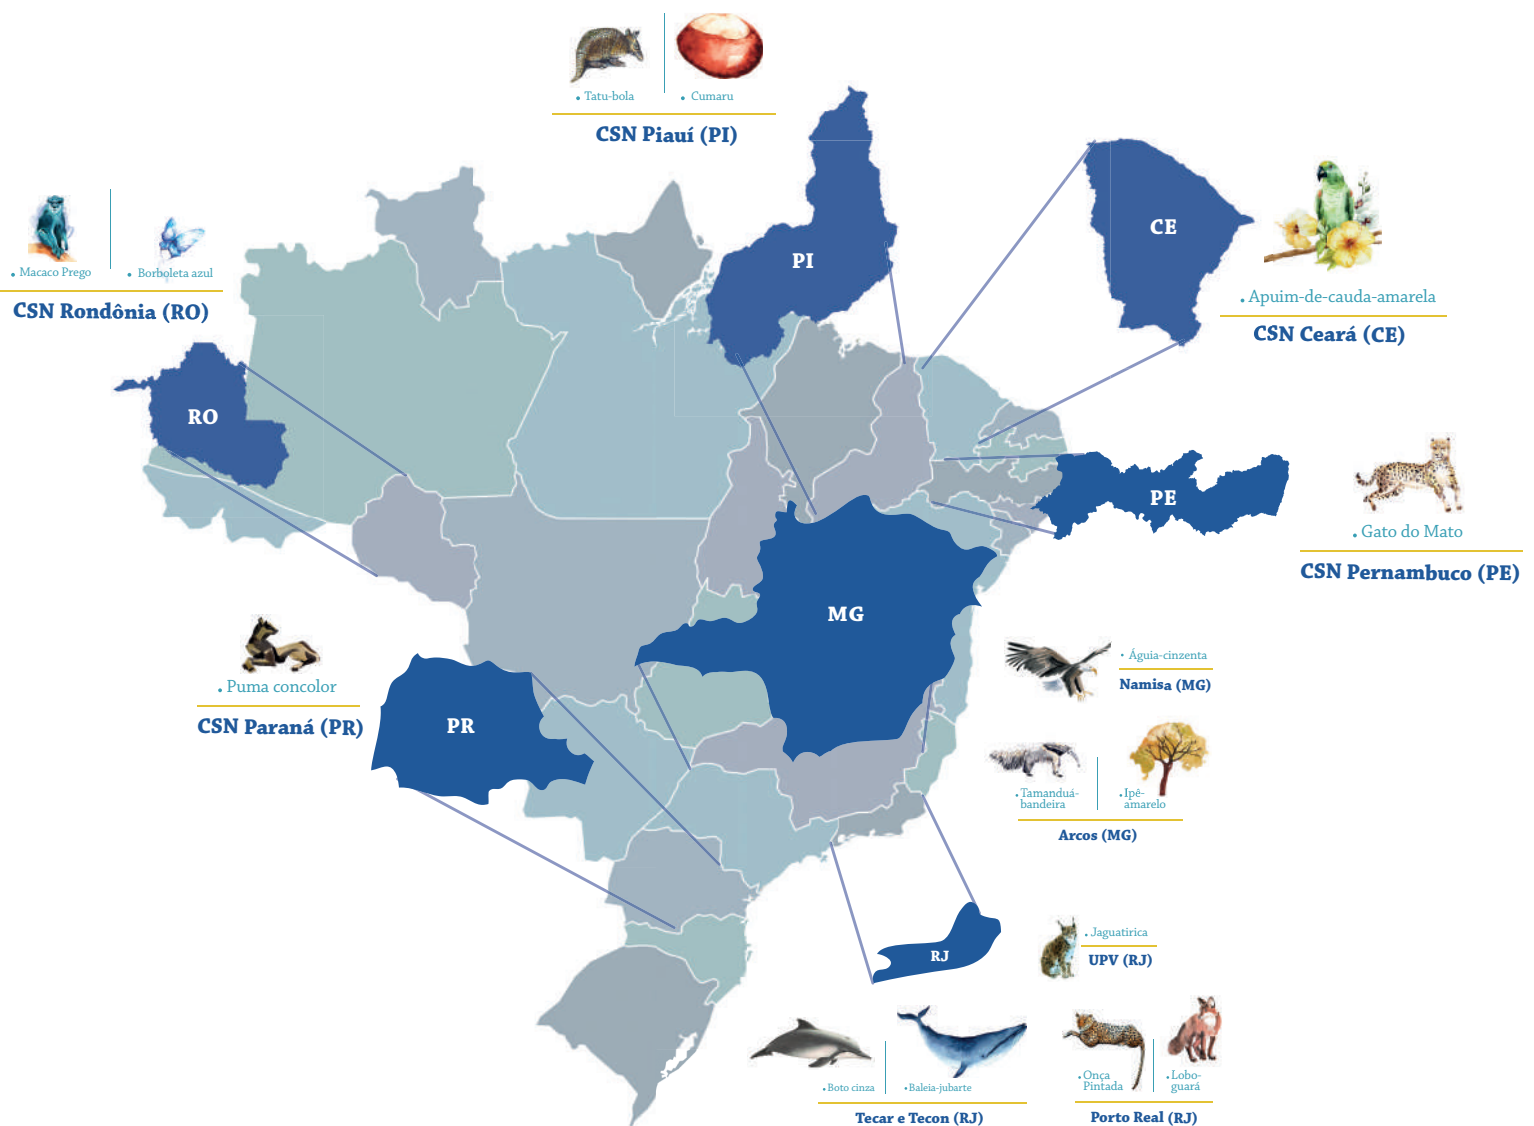 • Tatu-bola
• Cumaru
CSN Piauí (PI)
• Macaco Prego
• Borboleta azul
CSN Rondônia (RO)
• Apuim-de-cauda-amarela
CSN Ceará (CE)
CE
PI
RO
PE
• Gato do Mato
CSN Pernambuco (PE)
MG
• Puma concolor
CSN Paraná (PR)
PR
• Águia-cinzenta
Namisa (MG)
• Tamanduá-
bandeira
• Ipê-
amarelo
Arcos (MG)
RJ
• Jaguatirica
UPV (RJ)
• Boto cinza
• Baleia-jubarte
Tecar e Tecon (RJ)
• Onça
Pintada
• Lobo-
guará
Porto Real (RJ)